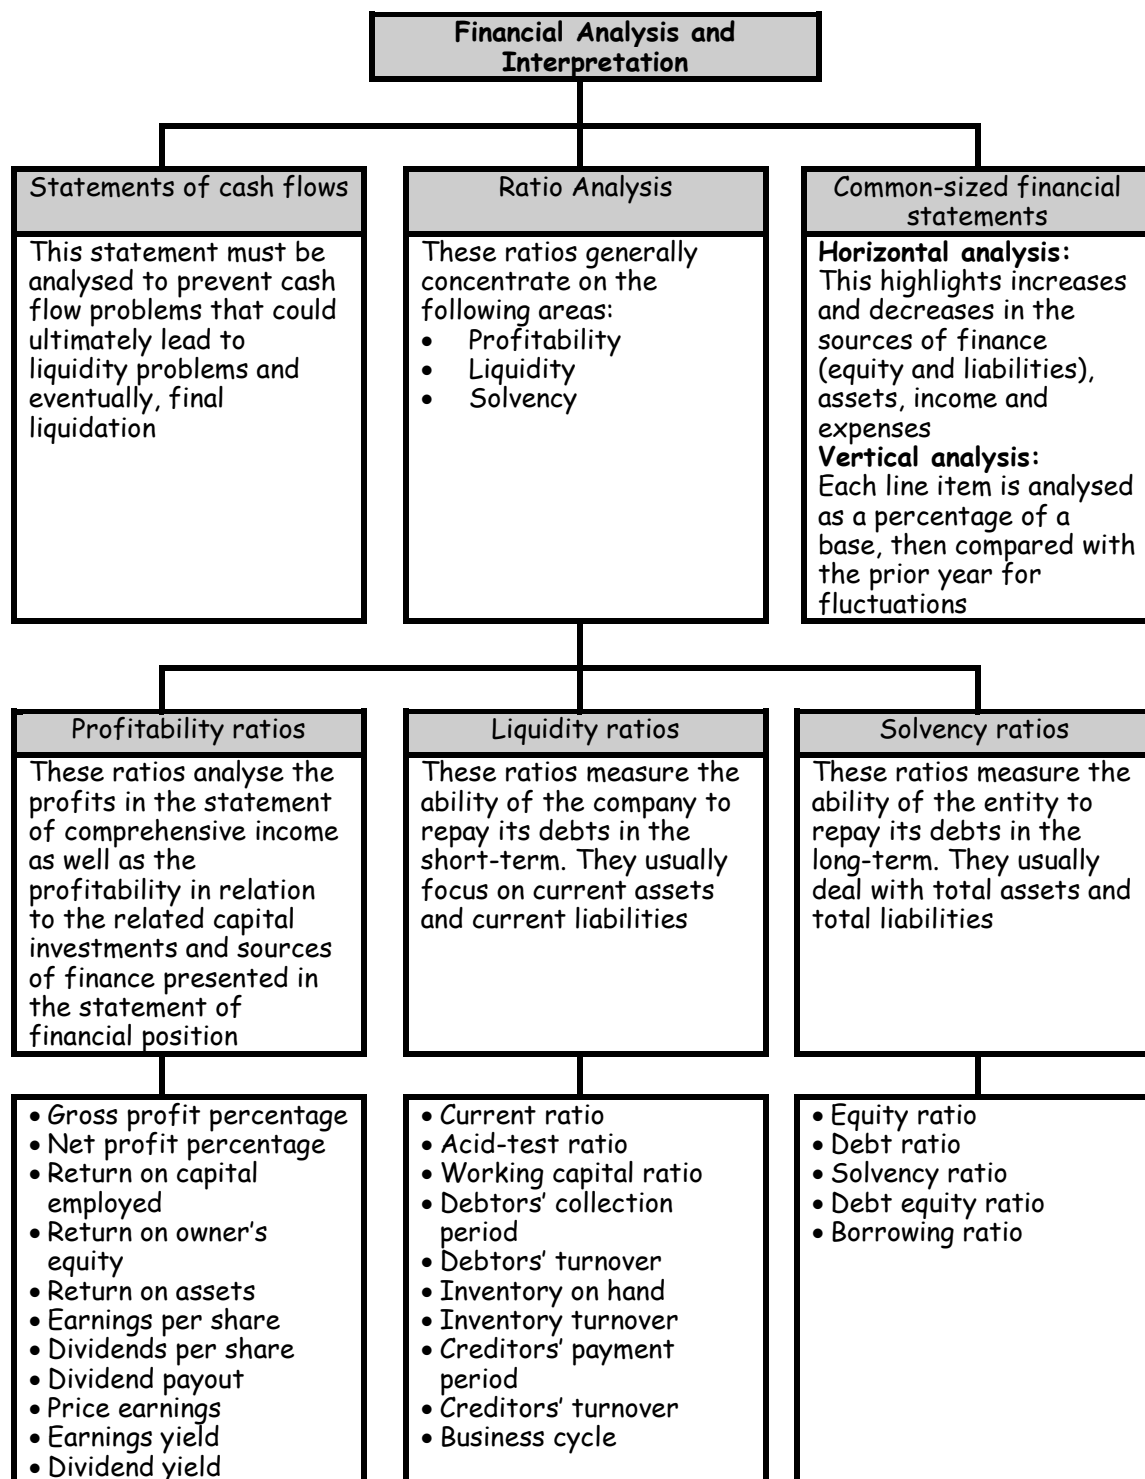 Financial Analysis and
Interpretation
Statements of cash flows
This statement must be
analysed to prevent cash
flow problems that could
ultimately lead to
liquidity problems and
eventually, final
liquidation
Ratio Analysis
These ratios generally
concentrate on the
following areas:
• Profitability
• Liquidity
• Solvency
Common-sized financial
statements
Horizontal analysis:
This highlights increases
and decreases in the
sources of finance
(equity and liabilities),
assets, income and
expenses
Vertical analysis:
Each line item is analysed
as a percentage of a
base, then compared with
the prior year for
fluctuations
Profitability ratios
These ratios analyse the
profits in the statement
of comprehensive income
as well as the
profitability in relation
to the related capital
investments and sources
of finance presented in
the statement of
financial position
Liquidity ratios
These ratios measure the
ability of the company to
repay its debts in the
short-term. They usually
focus on current assets
and current liabilities
Solvency ratios
These ratios measure the
ability of the entity to
repay its debts in the
long-term. They usually
deal with total assets and
total liabilities
• Gross profit percentage
• Net profit percentage
• Return on capital
employed
• Return on owner's
equity
• Return on assets
• Earnings per share
• Dividends per share
• Dividend payout
• Price earnings
• Earnings yield
• Dividend yield
• Current ratio
• Acid-test ratio
• Working capital ratio
• Debtors' collection
period
• Debtors' turnover
• Inventory on hand
• Inventory turnover
• Creditors' payment
period
• Creditors' turnover
• Business cycle
• Equity ratio
• Debt ratio
• Solvency ratio
• Debt equity ratio
• Borrowing ratio